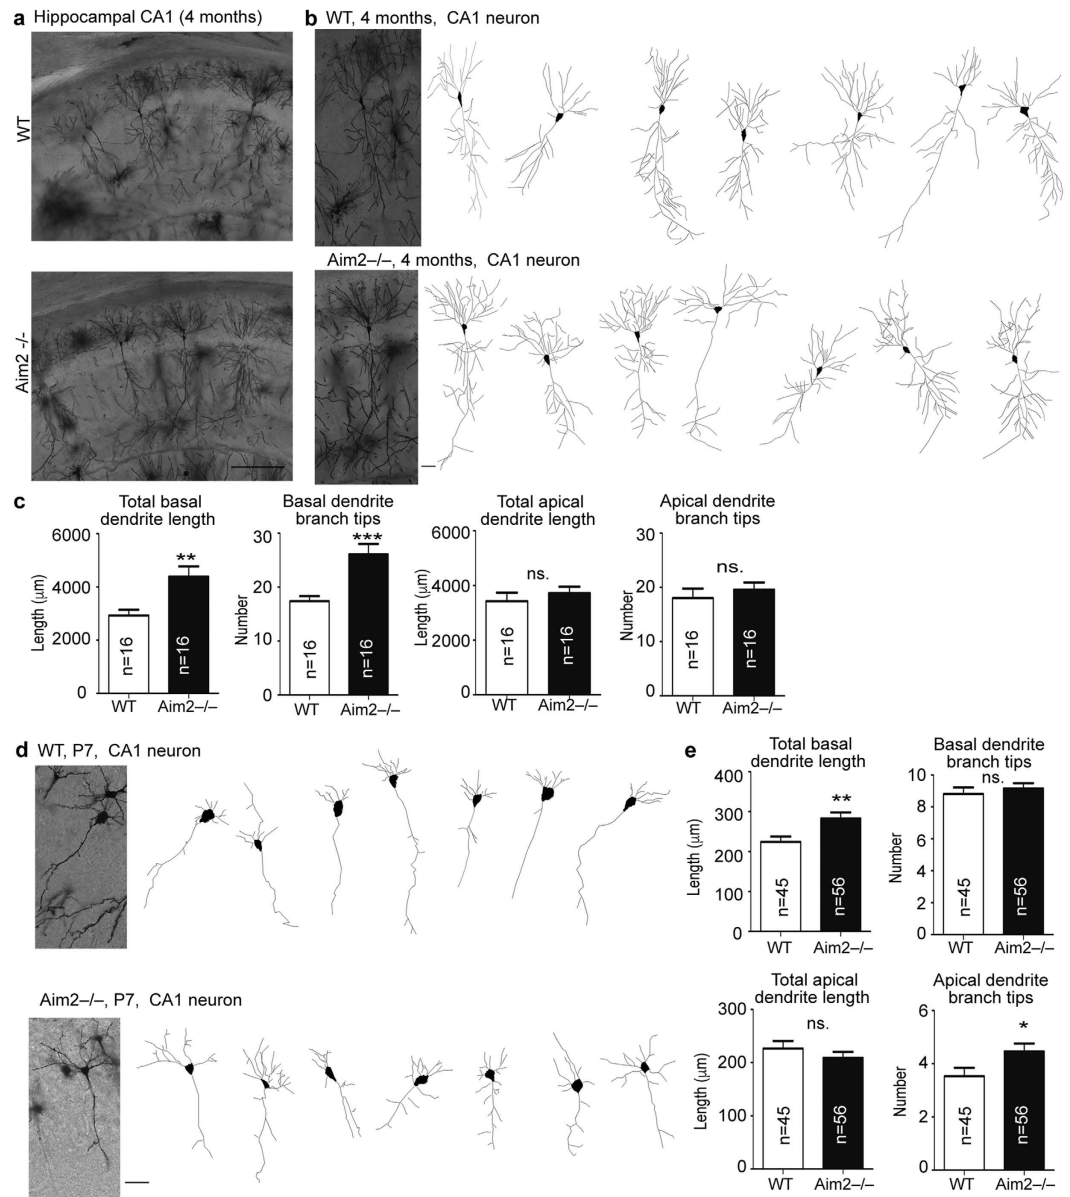 a Hippocampal CA1 (4 months)
WT
Aim2 -/-
b WT, 4 months, CA1 neuron
Aim2–/–, 4 months, CA1 neuron
c
Total basal
dendrite length
Length (µm)
6000
4000
2000
0
**
n=16
n=16
WT
Aim2–/–
Basal dendrite
branch tips
Number
30
20
10
0
***
n=16
n=16
WT
Aim2–/–
Total apical
dendrite length
Length (µm)
6000
4000
2000
0
ns.
n=16
n=16
WT
Aim2–/–
Apical dendrite
branch tips
Number
30
20
10
0
ns.
n=16
n=16
WT
Aim2–/–
d WT, P7, CA1 neuron
Aim2–/–, P7, CA1 neuron
e
Total basal
dendrite length
Length (µm)
400
300
200
100
0
**
n=45
n=56
WT
Aim2–/–
Basal dendrite
branch tips
ns.
Number
10
8
6
4
2
0
n=45
n=56
WT
Aim2–/–
Total apical
dendrite length
Length (µm)
300
200
100
0
ns.
n=45
n=56
WT
Aim2–/–
Apical dendrite
branch tips
Number
6
4
2
0
*
n=45
n=56
WT
Aim2–/–